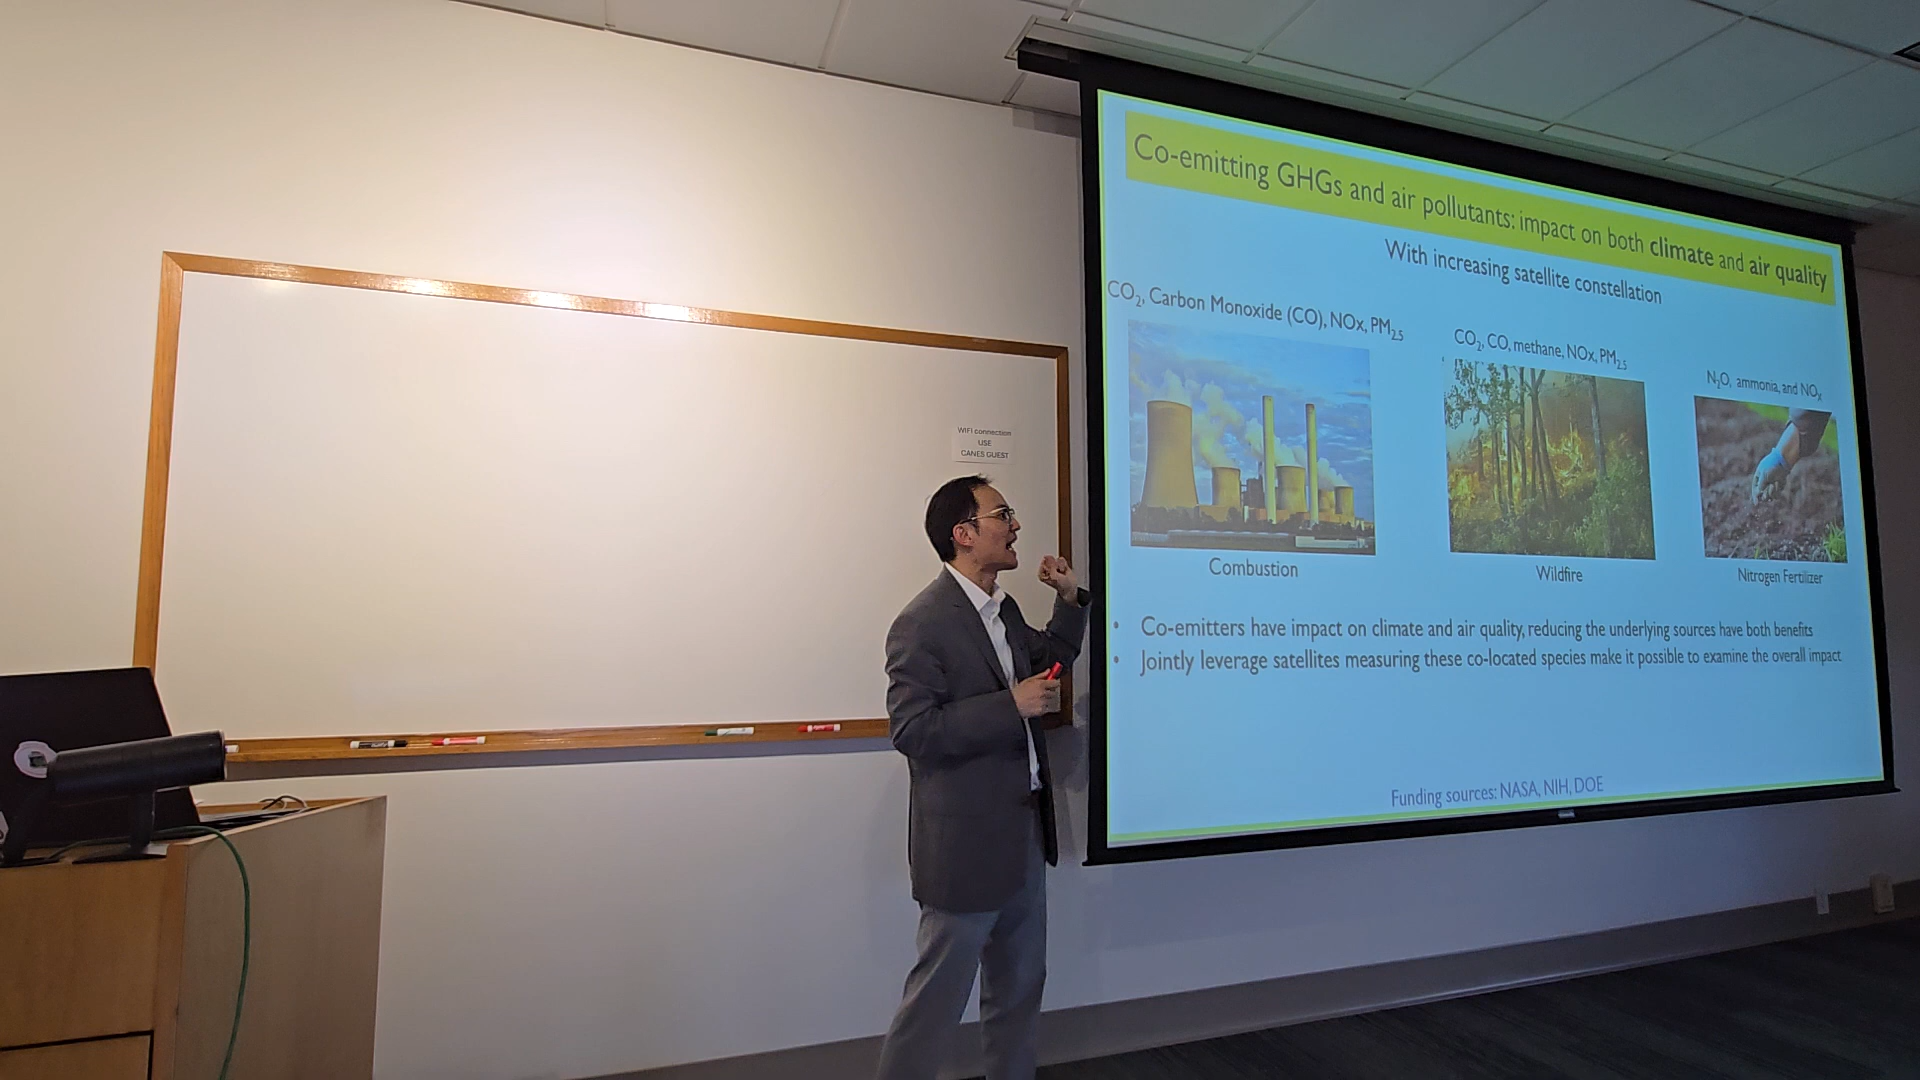 WIFI connection
USE
CANES GUEST
Co-emitting GHGs and air pollutants: impact on both climate and air quality
With increasing satellite constellation
CO₂, Carbon Monoxide (CO), NOx, PM₂.₅
CO₂, CO, methane, NOx, PM₂.₅
N₂O, ammonia, and NOₓ
Combustion
Wildfire
Nitrogen Fertilizer
• Co-emitters have impact on climate and air quality, reducing the underlying sources have both benefits
• Jointly leverage satellites measuring these co-located species make it possible to examine the overall impact
Funding sources: NASA, NIH, DOE